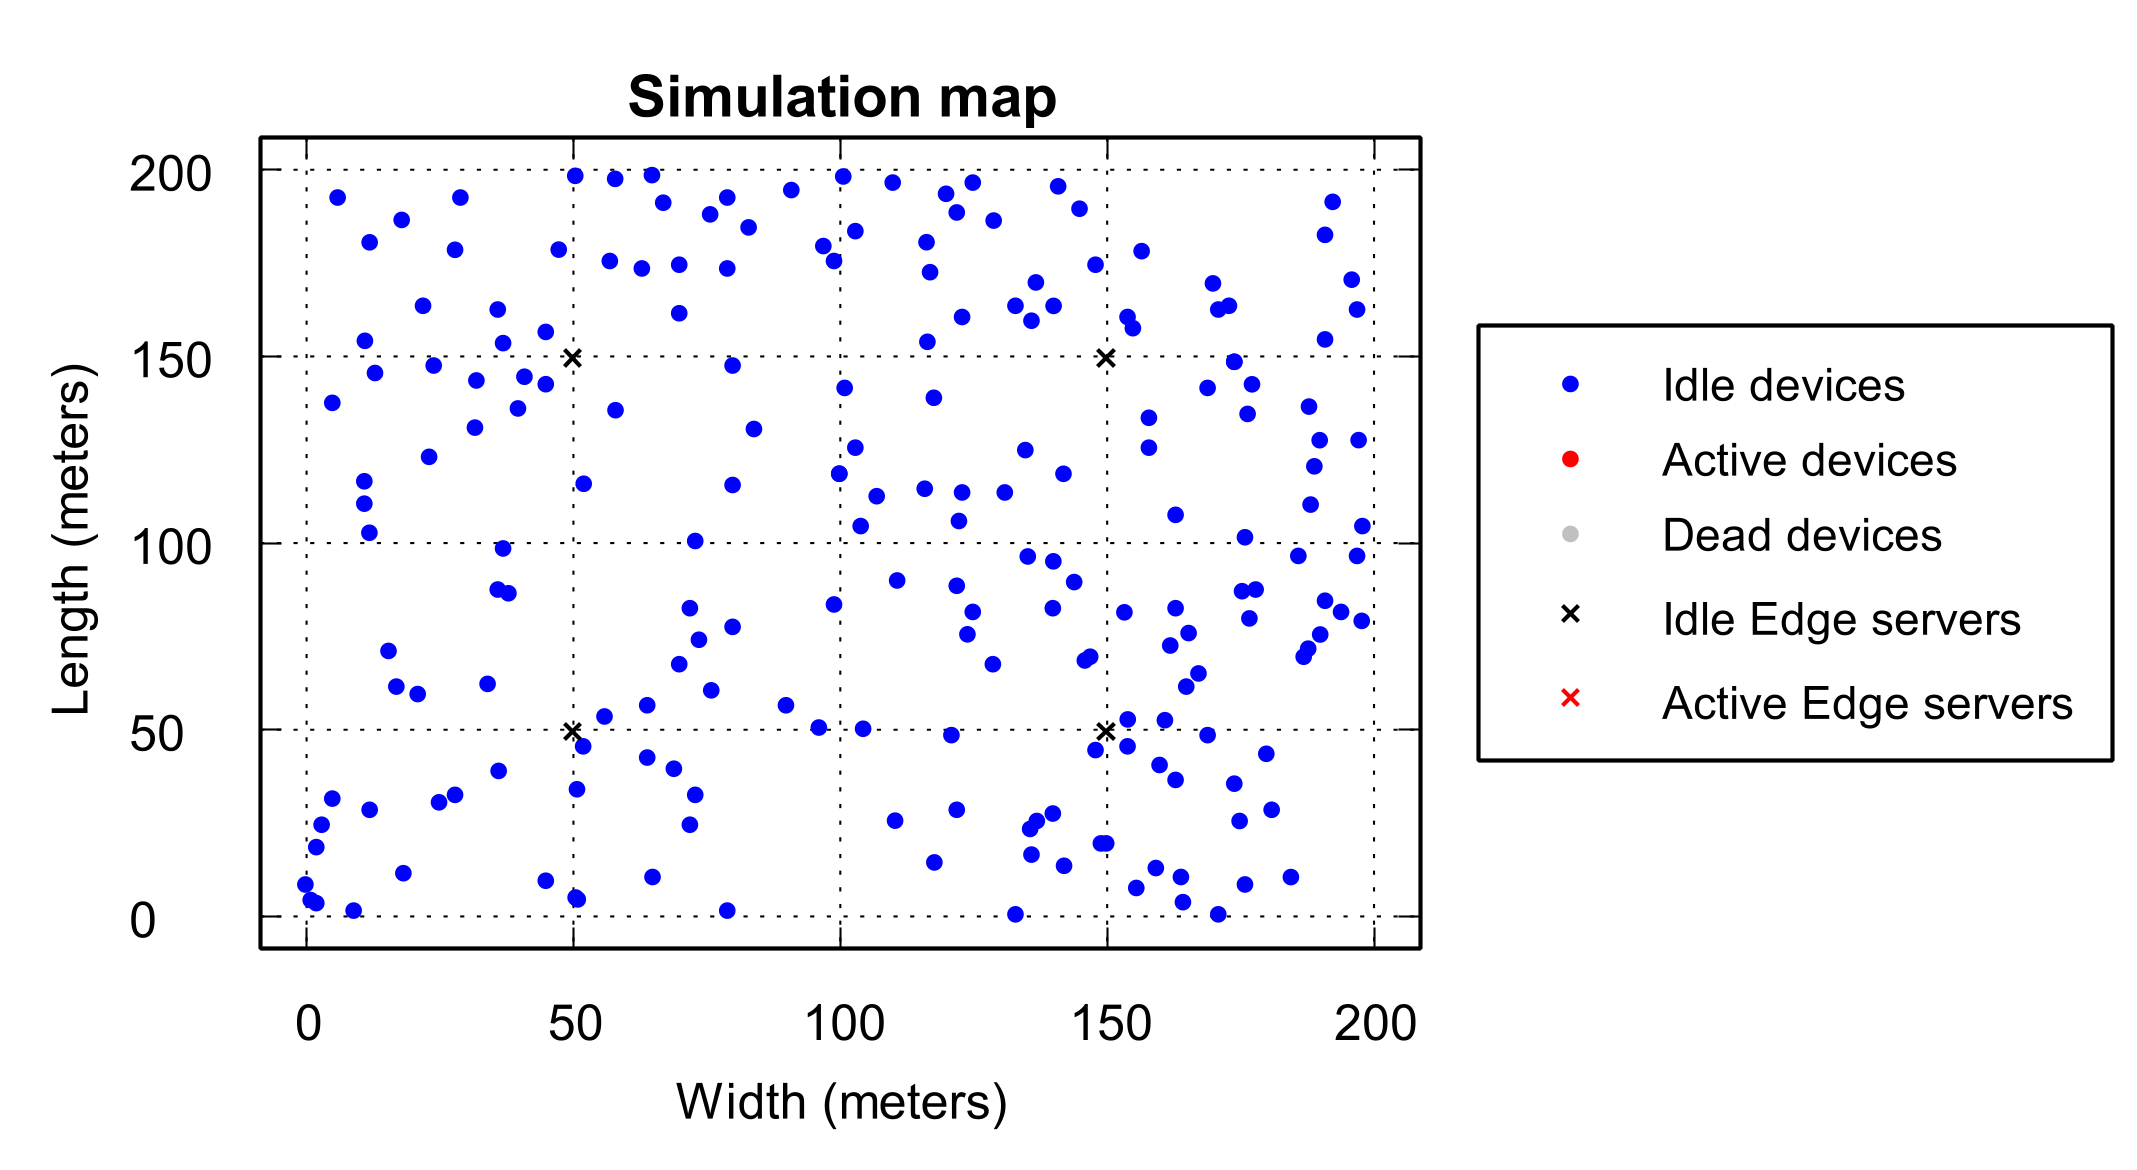 Simulation map
200
150
100
50
0
Length (meters)
0 50 100 150 200
Width (meters)
Idle devices
Active devices
Dead devices
Idle Edge servers
Active Edge servers